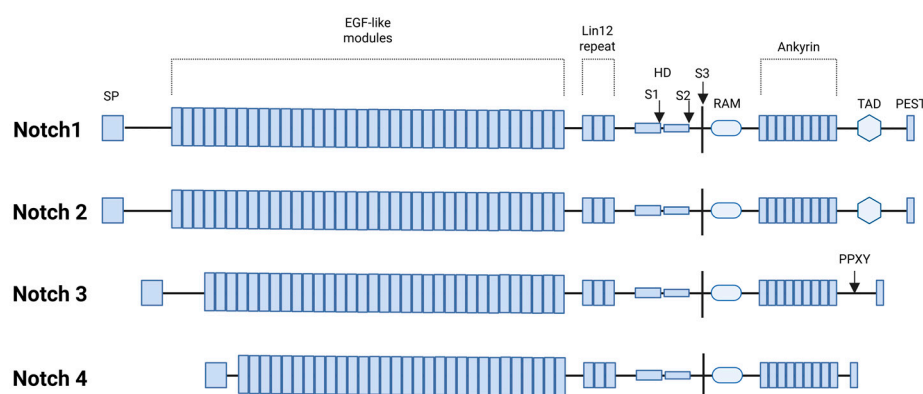 EGF-like
modules
Lin12
repeat
Ankyrin
HD
S3
SP
S1
S2
RAM
TAD
PEST
Notch1
Notch 2
PPXY
Notch 3
Notch 4